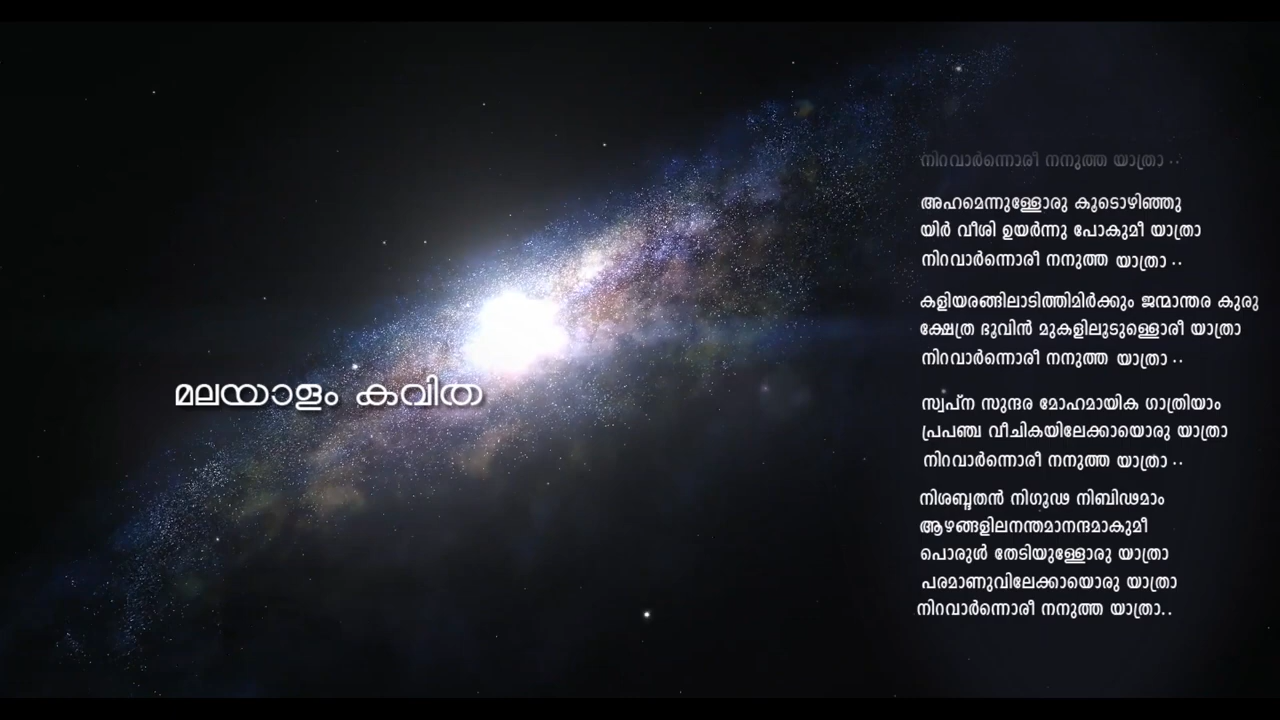 മലയാളം കവിത
നിറവാർന്നൊരീ നനുത്ത യാത്രാ ..
അഹമെന്നുള്ളോരു കൂടൊഴിഞ്ഞു
യിർ വീശി ഉയർന്നു പോകുമീ യാത്രാ
നിറവാർന്നൊരീ നനുത്ത യാത്രാ ..
കളിയരങ്ങിലാടിത്തിമിർക്കും ജന്മാന്തര കുരു
ക്ഷേത്ര ഭുവിൻ മുകളിലൂടുള്ളൊരീ യാത്രാ
നിറവാർന്നൊരീ നനുത്ത യാത്രാ ..
സ്വപ്ന സുന്ദര മോഹമായിക ഗാത്രിയാം
പ്രപഞ്ച വീചികയിലേക്കായൊരു യാത്രാ
നിറവാർന്നൊരീ നനുത്ത യാത്രാ ..
നിശബ്ദതൻ നിഗൂഢ നിബിഢമാം
ആഴങ്ങളിലനന്തമാനന്ദമാകുമീ
പൊരുൾ തേടിയുള്ളോരു യാത്രാ
പരമാണുവിലേക്കായൊരു യാത്രാ
നിറവാർന്നൊരീ നനുത്ത യാത്രാ..